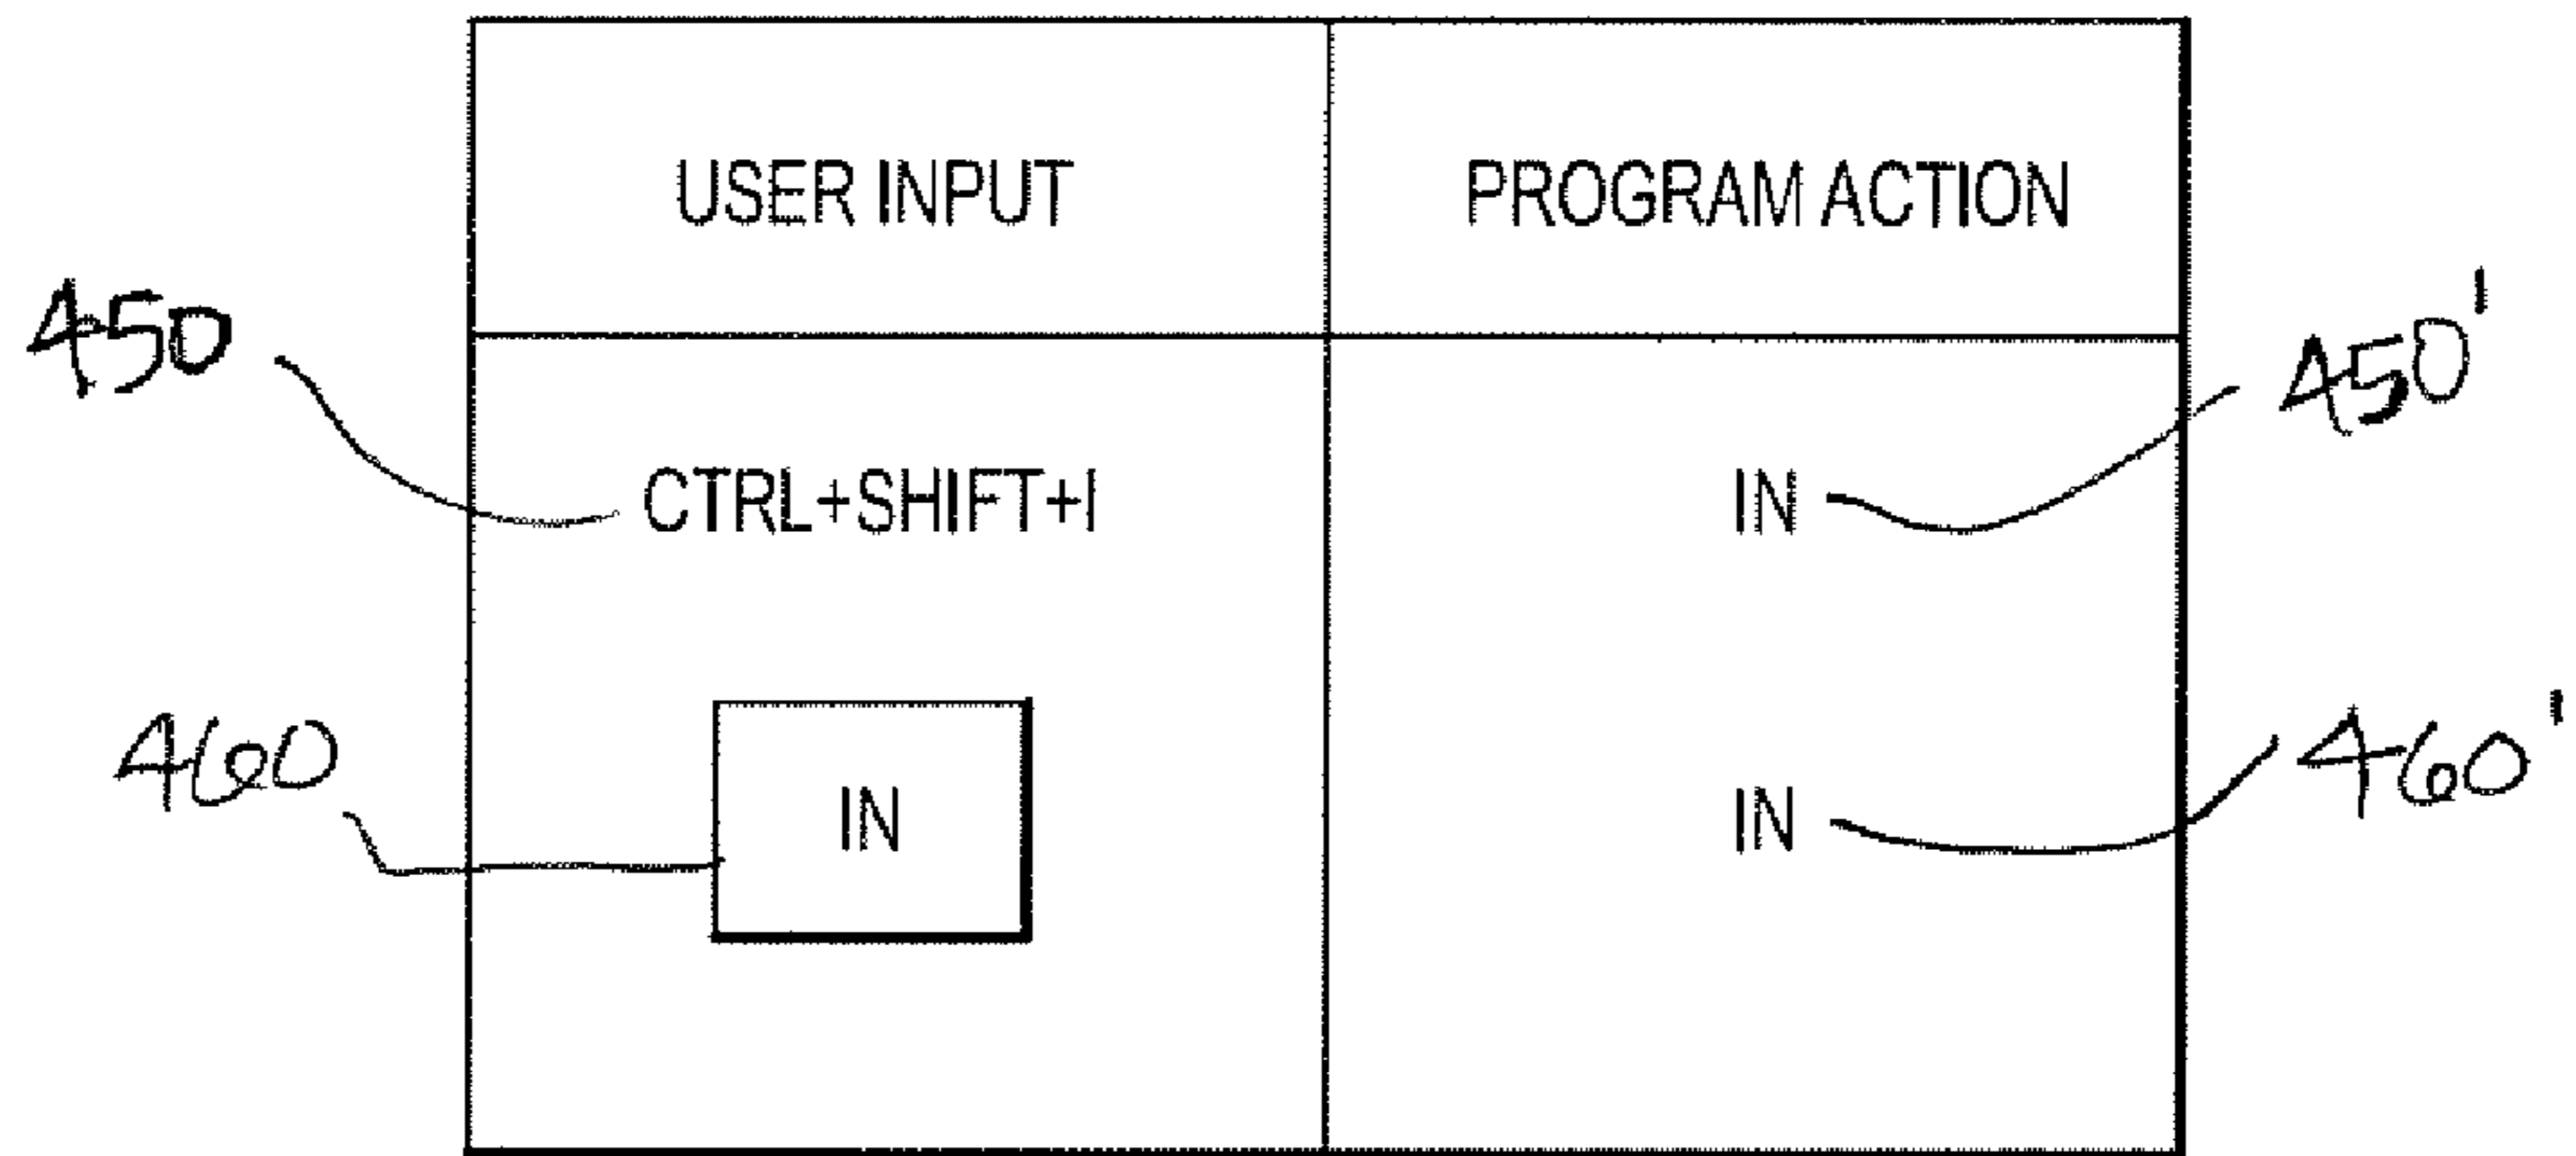 USER INPUT PROGRAM ACTION
450 450'
CTRL+SHIFT+I IN
460 460'
IN IN